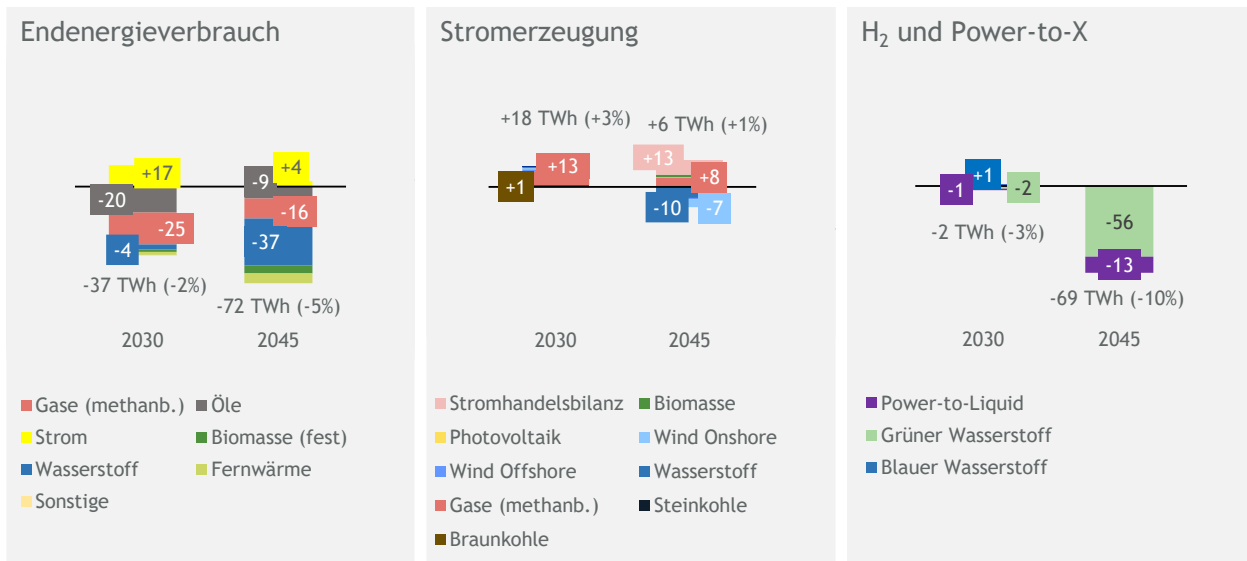 Endenergieverbrauch
+17
-20
-25
-4
-37 TWh (-2%)
+4
-9
-16
-37
-72 TWh (-5%)
2030
2045
Gase (methanb.)
Öle
Strom
Biomasse (fest)
Wasserstoff
Fernwärme
Sonstige
Stromerzeugung
+18 TWh (+3%)
+6 TWh (+1%)
+13
+1
+13
+8
-10
-7
2030
2045
Stromhandelsbilanz
Biomasse
Photovoltaik
Wind Onshore
Wind Offshore
Wasserstoff
Gase (methanb.)
Steinkohle
Braunkohle
H₂ und Power-to-X
+1
-1
-2
-2 TWh (-3%)
-56
-13
-69 TWh (-10%)
2030
2045
Power-to-Liquid
Grüner Wasserstoff
Blauer Wasserstoff